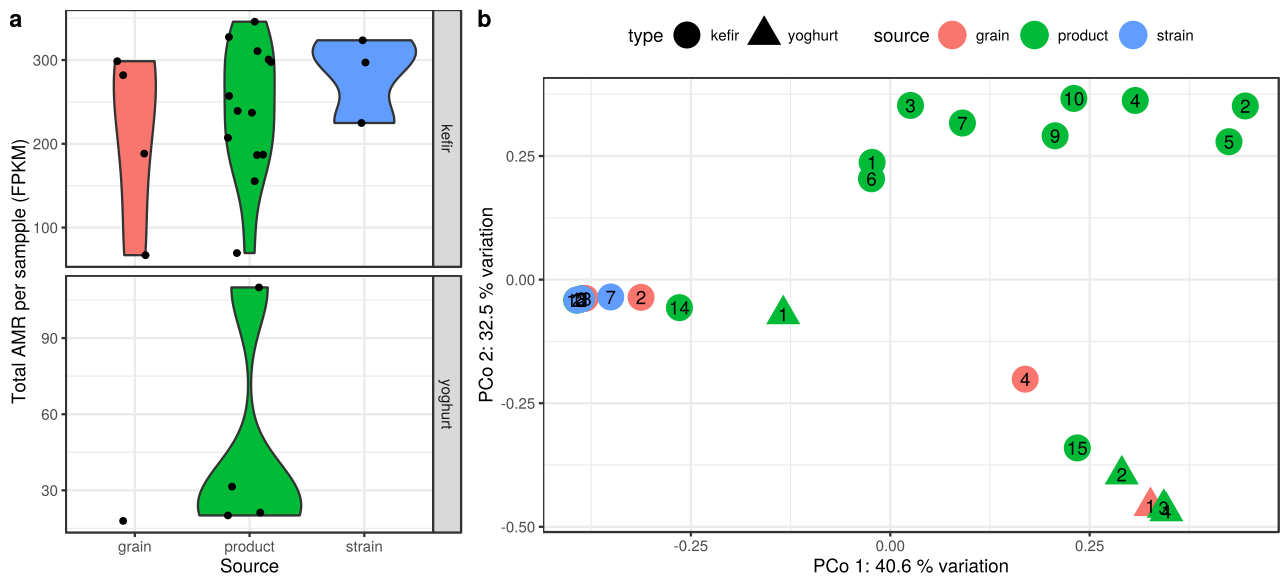 a
Total AMR per sampple (FPKM)
300
200
100
kefir
90
60
30
yoghurt
grain product strain
Source
b
type kefir yoghurt source grain product strain
PCo 2: 32.5 % variation
0.25
0.00
-0.25
-0.50
3 7 10 4 2
9 5
1
6
7 2 14 1
4
15
2
1
4
-0.25 0.00 0.25
PCo 1: 40.6 % variation